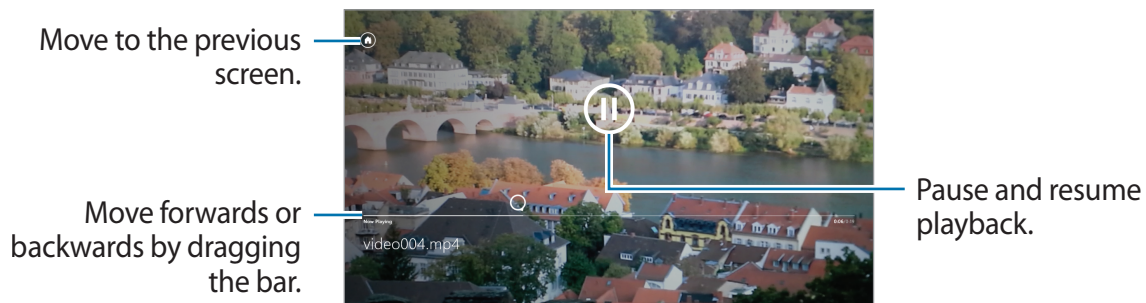 Move to the previous
screen.
Pause and resume
playback.
Move forwards or
backwards by dragging
the bar.
Now Playing
video004.mp4